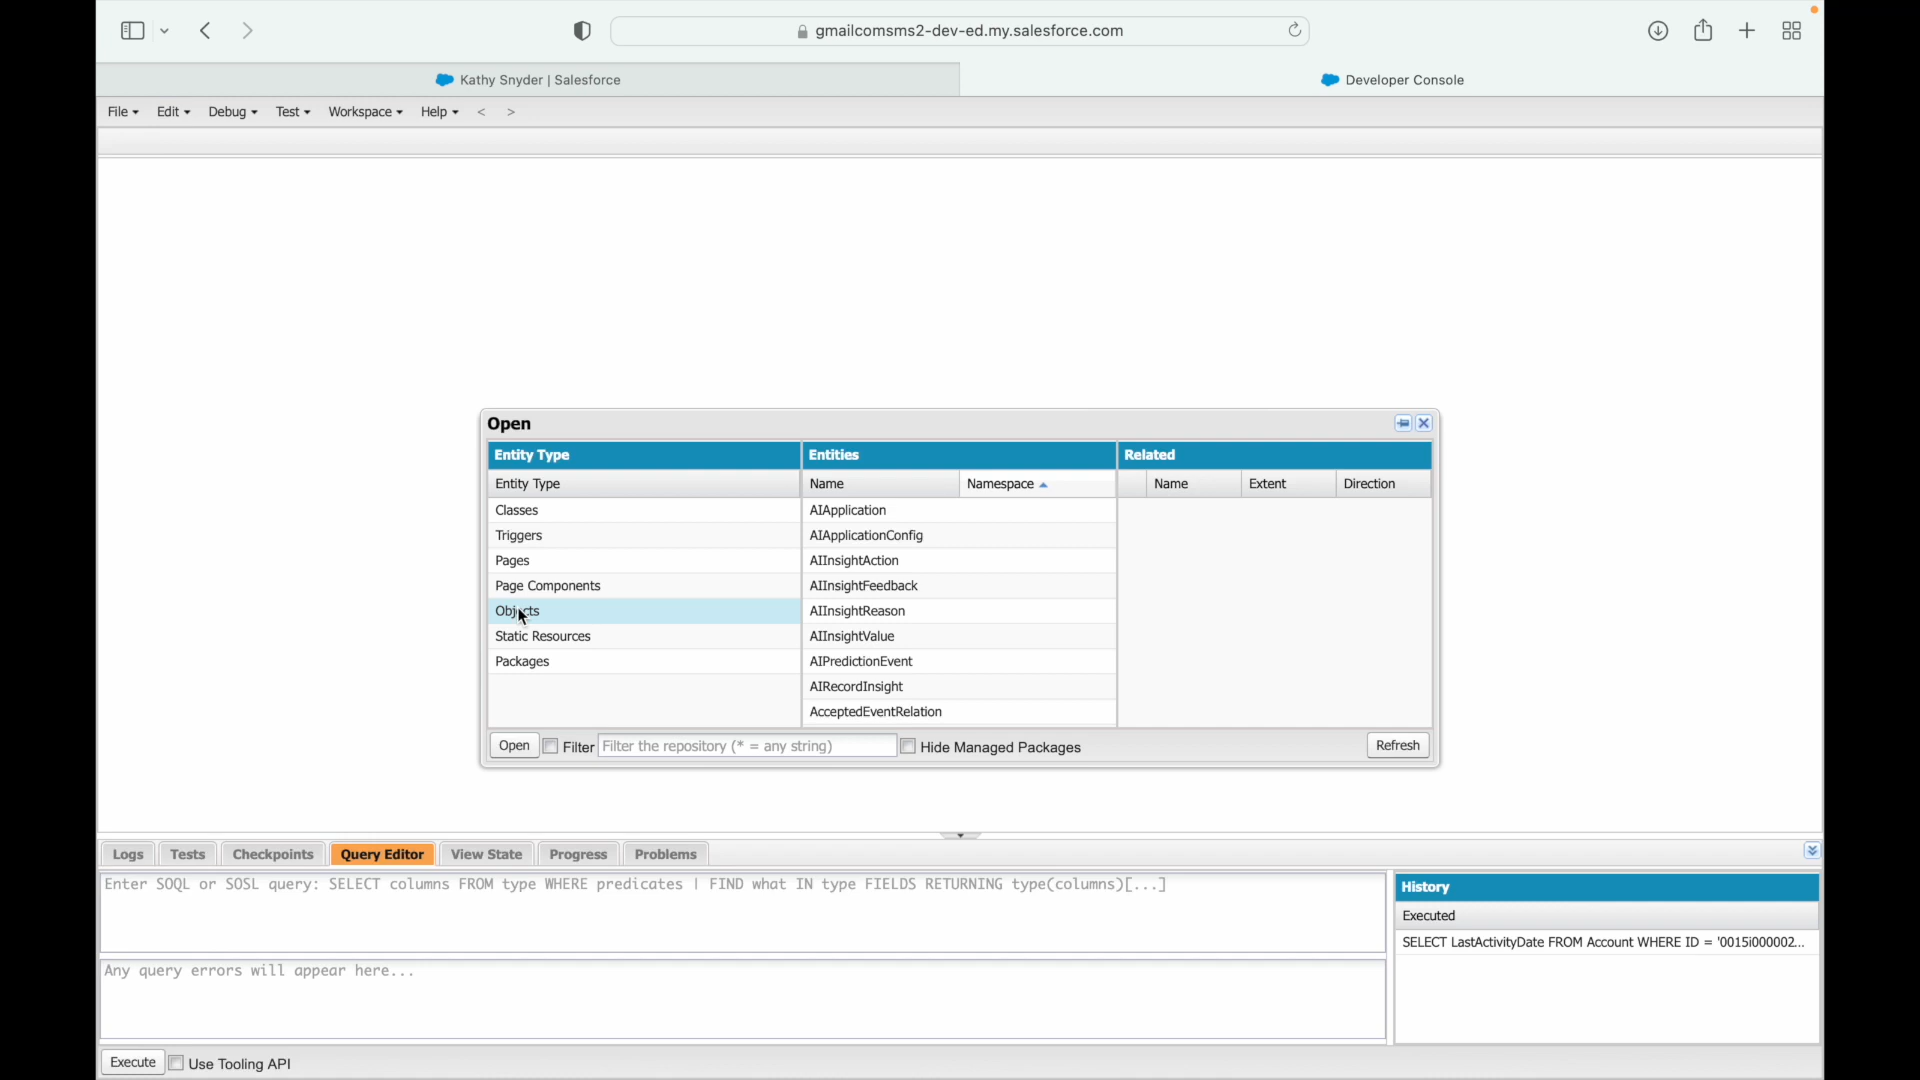 gmailcomsms2-dev-ed.my.salesforce.com
Kathy Snyder | Salesforce
Developer Console
File Edit Debug Test Workspace Help < >
Open
Entity Type Entities Related
Entity Type Name Namespace Name Extent Direction
Classes AIApplication
Triggers AIApplicationConfig
Pages AIInsightAction
Page Components AIInsightFeedback
Objects AIInsightReason
Static Resources AIInsightValue
Packages AIPredictionEvent
AIRecordInsight
AcceptedEventRelation
Open Filter Filter the repository (* = any string) Hide Managed Packages Refresh
Logs Tests Checkpoints Query Editor View State Progress Problems
Enter SOQL or SOSL query: SELECT columns FROM type WHERE predicates | FIND what IN type FIELDS RETURNING type(columns)[...]
Any query errors will appear here...
History
Executed
SELECT LastActivityDate FROM Account WHERE ID = '0015i000002...
Execute Use Tooling API